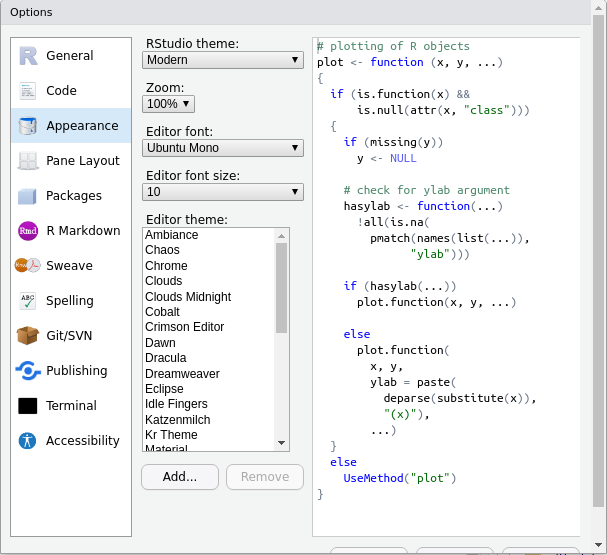 Options
General
Code
Appearance
Pane Layout
Packages
Rmd
R Markdown
Sweave
ABC
Spelling
Git/SVN
Publishing
Terminal
Accessibility
RStudio theme:
Modern
Zoom:
100%
Editor font:
Ubuntu Mono
Editor font size:
10
Editor theme:
Ambiance
Chaos
Chrome
Clouds
Clouds Midnight
Cobalt
Crimson Editor
Dawn
Dracula
Dreamweaver
Eclipse
Idle Fingers
Katzenmilch
Kr Theme
Material
Add...
Remove
# plotting of R objects
plot <- function (x, y, ...)
{
  if (is.function(x) &&
      is.null(attr(x, "class")))
  {
    if (missing(y))
      y <- NULL
    # check for ylab argument
    hasylab <- function(...)
      !all(is.na(
        pmatch(names(list(...)),
              "ylab")))
    if (hasylab(...))
      plot.function(x, y, ...)
    else
      plot.function(
        x, y,
        ylab = paste(
          deparse(substitute(x)),
          "(x)"),
        ...)
  }
  else
    UseMethod("plot")
}